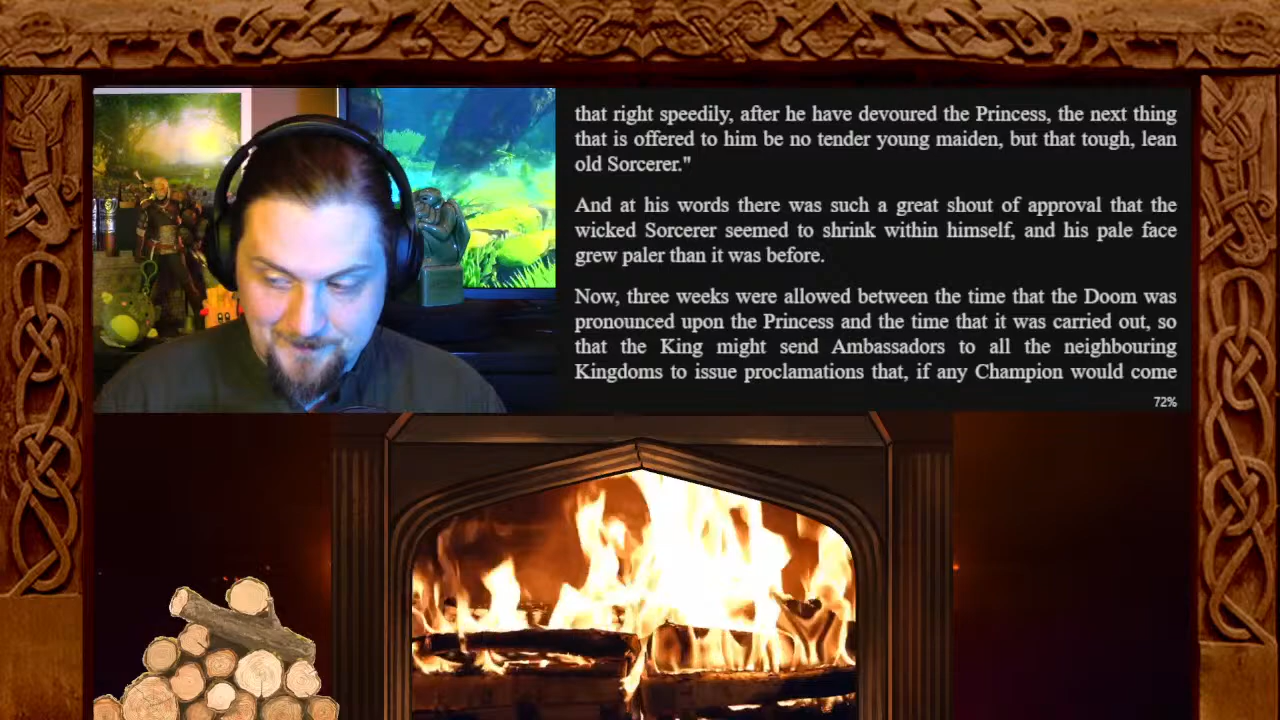 that right speedily, after he have devoured the Princess, the next thing
that is offered to him be no tender young maiden, but that tough, lean
old Sorcerer."
And at his words there was such a great shout of approval that the
wicked Sorcerer seemed to shrink within himself, and his pale face
grew paler than it was before.
Now, three weeks were allowed between the time that the Doom was
pronounced upon the Princess and the time that it was carried out, so
that the King might send Ambassadors to all the neighbouring
Kingdoms to issue proclamations that, if any Champion would come
72%